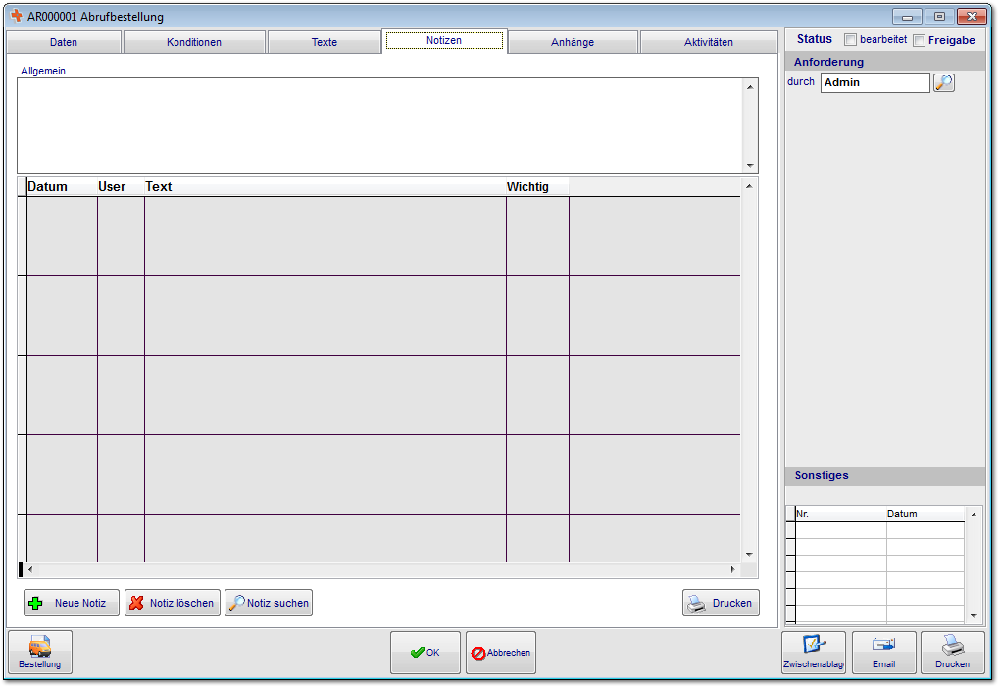 AR000001 Abrufbestellung
Daten Konditionen Texte Notizen Anhänge Aktivitäten
Status bearbeitet Freigabe
Anforderung
durch Admin
Allgemein
Datum User Text Wichtig
Sonstiges
Nr. Datum
Neue Notiz Notiz löschen Notiz suchen Drucken
Bestellung OK Abbrechen Zwischenablag Email Drucken